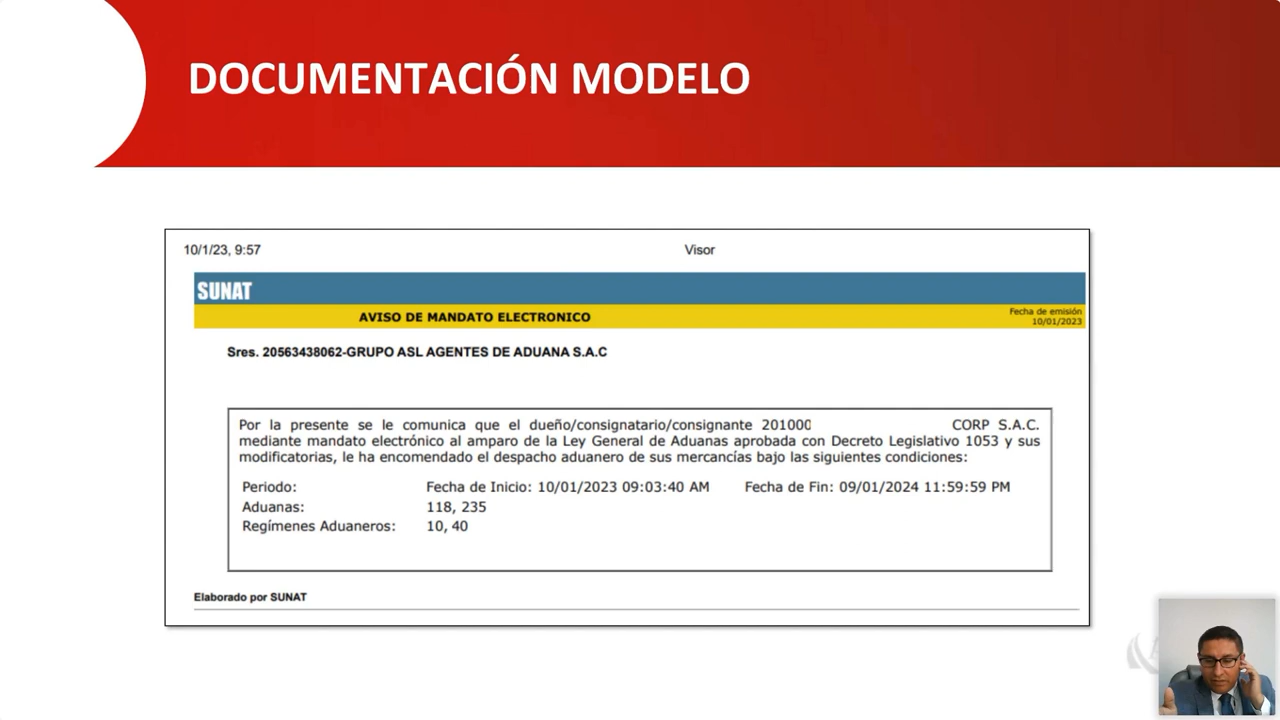 DOCUMENTACIÓN MODELO
10/1/23, 9:57 Visor
SUNAT
AVISO DE MANDATO ELECTRONICO
Fecha de emisión
10/01/2023
Sres. 20563438062-GRUPO ASL AGENTES DE ADUANA S.A.C
Por la presente se le comunica que el dueño/consignatario/consignante 201000 CORP S.A.C.
mediante mandato electrónico al amparo de la Ley General de Aduanas aprobada con Decreto Legislativo 1053 y sus
modificatorias, le ha encomendado el despacho aduanero de sus mercancías bajo las siguientes condiciones:
Periodo: Fecha de Inicio: 10/01/2023 09:03:40 AM Fecha de Fin: 09/01/2024 11:59:59 PM
Aduanas: 118, 235
Regímenes Aduaneros: 10, 40
Elaborado por SUNAT